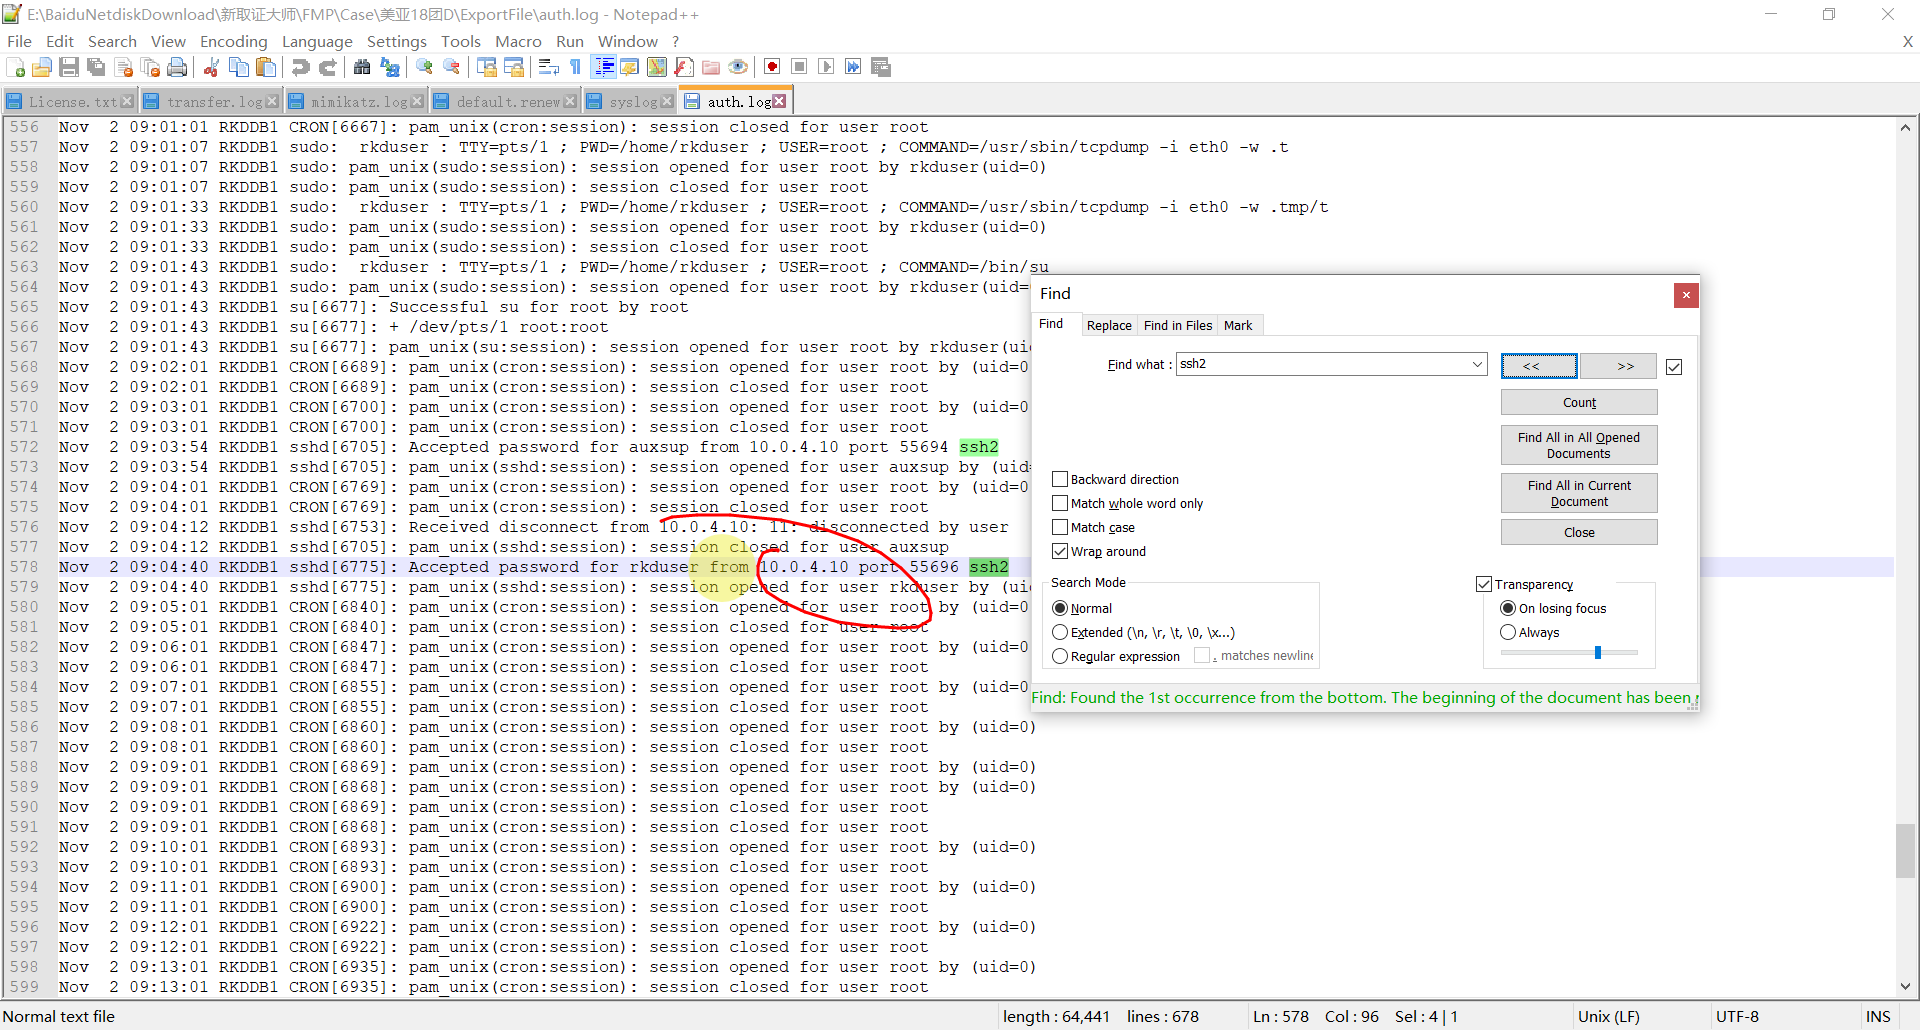 E:\BaiduNetdiskDownload\新取证大师\FMP\Case\美亚18团D\ExportFile\auth.log - Notepad++
File Edit Search View Encoding Language Settings Tools Macro Run Window ? X
License.txt transfer.log mimikatz.log default.renew syslog auth.log
556 Nov  2 09:01:01 RKDDB1 CRON[6667]: pam_unix(cron:session): session closed for user root
557 Nov  2 09:01:07 RKDDB1 sudo:  rkduser : TTY=pts/1 ; PWD=/home/rkduser ; USER=root ; COMMAND=/usr/sbin/tcpdump -i eth0 -w .t
558 Nov  2 09:01:07 RKDDB1 sudo: pam_unix(sudo:session): session opened for user root by rkduser(uid=0)
559 Nov  2 09:01:07 RKDDB1 sudo: pam_unix(sudo:session): session closed for user root
560 Nov  2 09:01:33 RKDDB1 sudo:  rkduser : TTY=pts/1 ; PWD=/home/rkduser ; USER=root ; COMMAND=/usr/sbin/tcpdump -i eth0 -w .tmp/t
561 Nov  2 09:01:33 RKDDB1 sudo: pam_unix(sudo:session): session opened for user root by rkduser(uid=0)
562 Nov  2 09:01:33 RKDDB1 sudo: pam_unix(sudo:session): session closed for user root
563 Nov  2 09:01:43 RKDDB1 sudo:  rkduser : TTY=pts/1 ; PWD=/home/rkduser ; USER=root ; COMMAND=/bin/su
564 Nov  2 09:01:43 RKDDB1 sudo: pam_unix(sudo:session): session opened for user root by rkduser(uid=
565 Nov  2 09:01:43 RKDDB1 su[6677]: Successful su for root by root
566 Nov  2 09:01:43 RKDDB1 su[6677]: + /dev/pts/1 root:root
567 Nov  2 09:01:43 RKDDB1 su[6677]: pam_unix(su:session): session opened for user root by rkduser(ui
568 Nov  2 09:02:01 RKDDB1 CRON[6689]: pam_unix(cron:session): session opened for user root by (uid=0
569 Nov  2 09:02:01 RKDDB1 CRON[6689]: pam_unix(cron:session): session closed for user root
570 Nov  2 09:03:01 RKDDB1 CRON[6700]: pam_unix(cron:session): session opened for user root by (uid=0
571 Nov  2 09:03:01 RKDDB1 CRON[6700]: pam_unix(cron:session): session closed for user root
572 Nov  2 09:03:54 RKDDB1 sshd[6705]: Accepted password for auxsup from 10.0.4.10 port 55694 ssh2
573 Nov  2 09:03:54 RKDDB1 sshd[6705]: pam_unix(sshd:session): session opened for user auxsup by (uid
574 Nov  2 09:04:01 RKDDB1 CRON[6769]: pam_unix(cron:session): session opened for user root by (uid=0
575 Nov  2 09:04:01 RKDDB1 CRON[6769]: pam_unix(cron:session): session closed for user root
576 Nov  2 09:04:12 RKDDB1 sshd[6753]: Received disconnect from 10.0.4.10: 11: disconnected by user
577 Nov  2 09:04:12 RKDDB1 sshd[6705]: pam_unix(sshd:session): session closed for user auxsup
578 Nov  2 09:04:40 RKDDB1 sshd[6775]: Accepted password for rkduser from 10.0.4.10 port 55696 ssh2
579 Nov  2 09:04:40 RKDDB1 sshd[6775]: pam_unix(sshd:session): session opened for user rkduser by (ui
580 Nov  2 09:05:01 RKDDB1 CRON[6840]: pam_unix(cron:session): session opened for user root by (uid=0
581 Nov  2 09:05:01 RKDDB1 CRON[6840]: pam_unix(cron:session): session closed for user root
582 Nov  2 09:06:01 RKDDB1 CRON[6847]: pam_unix(cron:session): session opened for user root by (uid=0
583 Nov  2 09:06:01 RKDDB1 CRON[6847]: pam_unix(cron:session): session closed for user root
584 Nov  2 09:07:01 RKDDB1 CRON[6855]: pam_unix(cron:session): session opened for user root by (uid=0
585 Nov  2 09:07:01 RKDDB1 CRON[6855]: pam_unix(cron:session): session closed for user root
586 Nov  2 09:08:01 RKDDB1 CRON[6860]: pam_unix(cron:session): session opened for user root by (uid=0)
587 Nov  2 09:08:01 RKDDB1 CRON[6860]: pam_unix(cron:session): session closed for user root
588 Nov  2 09:09:01 RKDDB1 CRON[6869]: pam_unix(cron:session): session opened for user root by (uid=0)
589 Nov  2 09:09:01 RKDDB1 CRON[6868]: pam_unix(cron:session): session opened for user root by (uid=0)
590 Nov  2 09:09:01 RKDDB1 CRON[6869]: pam_unix(cron:session): session closed for user root
591 Nov  2 09:09:01 RKDDB1 CRON[6868]: pam_unix(cron:session): session closed for user root
592 Nov  2 09:10:01 RKDDB1 CRON[6893]: pam_unix(cron:session): session opened for user root by (uid=0)
593 Nov  2 09:10:01 RKDDB1 CRON[6893]: pam_unix(cron:session): session closed for user root
594 Nov  2 09:11:01 RKDDB1 CRON[6900]: pam_unix(cron:session): session opened for user root by (uid=0)
595 Nov  2 09:11:01 RKDDB1 CRON[6900]: pam_unix(cron:session): session closed for user root
596 Nov  2 09:12:01 RKDDB1 CRON[6922]: pam_unix(cron:session): session opened for user root by (uid=0)
597 Nov  2 09:12:01 RKDDB1 CRON[6922]: pam_unix(cron:session): session closed for user root
598 Nov  2 09:13:01 RKDDB1 CRON[6935]: pam_unix(cron:session): session opened for user root by (uid=0)
599 Nov  2 09:13:01 RKDDB1 CRON[6935]: pam_unix(cron:session): session closed for user root
Find
Find Replace Find in Files Mark
Find what : ssh2 << >>
Count
Find All in All Opened
Documents
Find All in Current
Document
Close
Backward direction
Match whole word only
Match case
Wrap around
Search Mode
Normal
Extended (\n, \r, \t, \0, \x...)
Regular expression . matches newline
Transparency
On losing focus
Always
Find: Found the 1st occurrence from the bottom. The beginning of the document has been
Normal text file length : 64,441 lines : 678 Ln : 578 Col : 96 Sel : 4 | 1 Unix (LF) UTF-8 INS